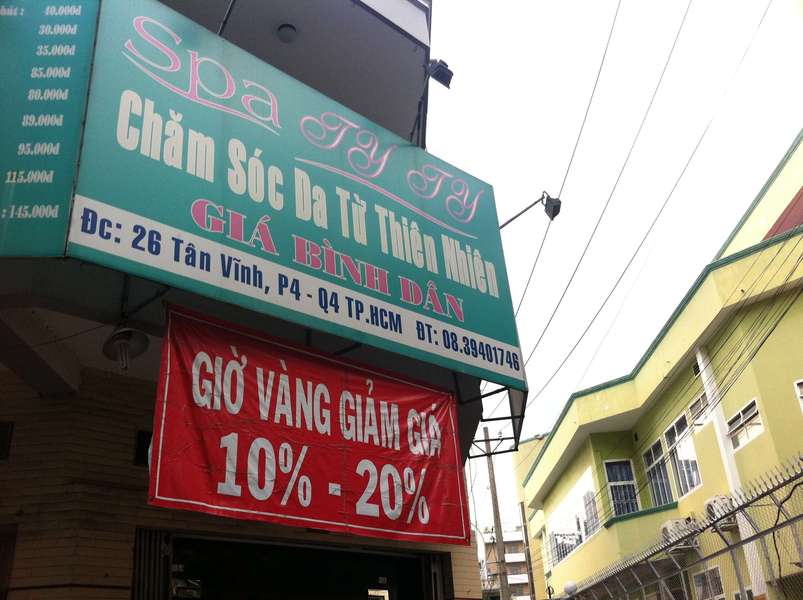 40.000đ
30.000đ
35.000đ
85.000đ
80.000đ
89.000đ
95.000đ
115.000đ
: 145.000đ
Spa TY TY
Chăm Sóc Da Từ Thiên Nhiên
GIÁ BÌNH DÂN
Đc: 26 Tân Vĩnh, P4 - Q4 TP.HCM ĐT: 08.39401746
GIỜ VÀNG GIẢM GIÁ
10% - 20%